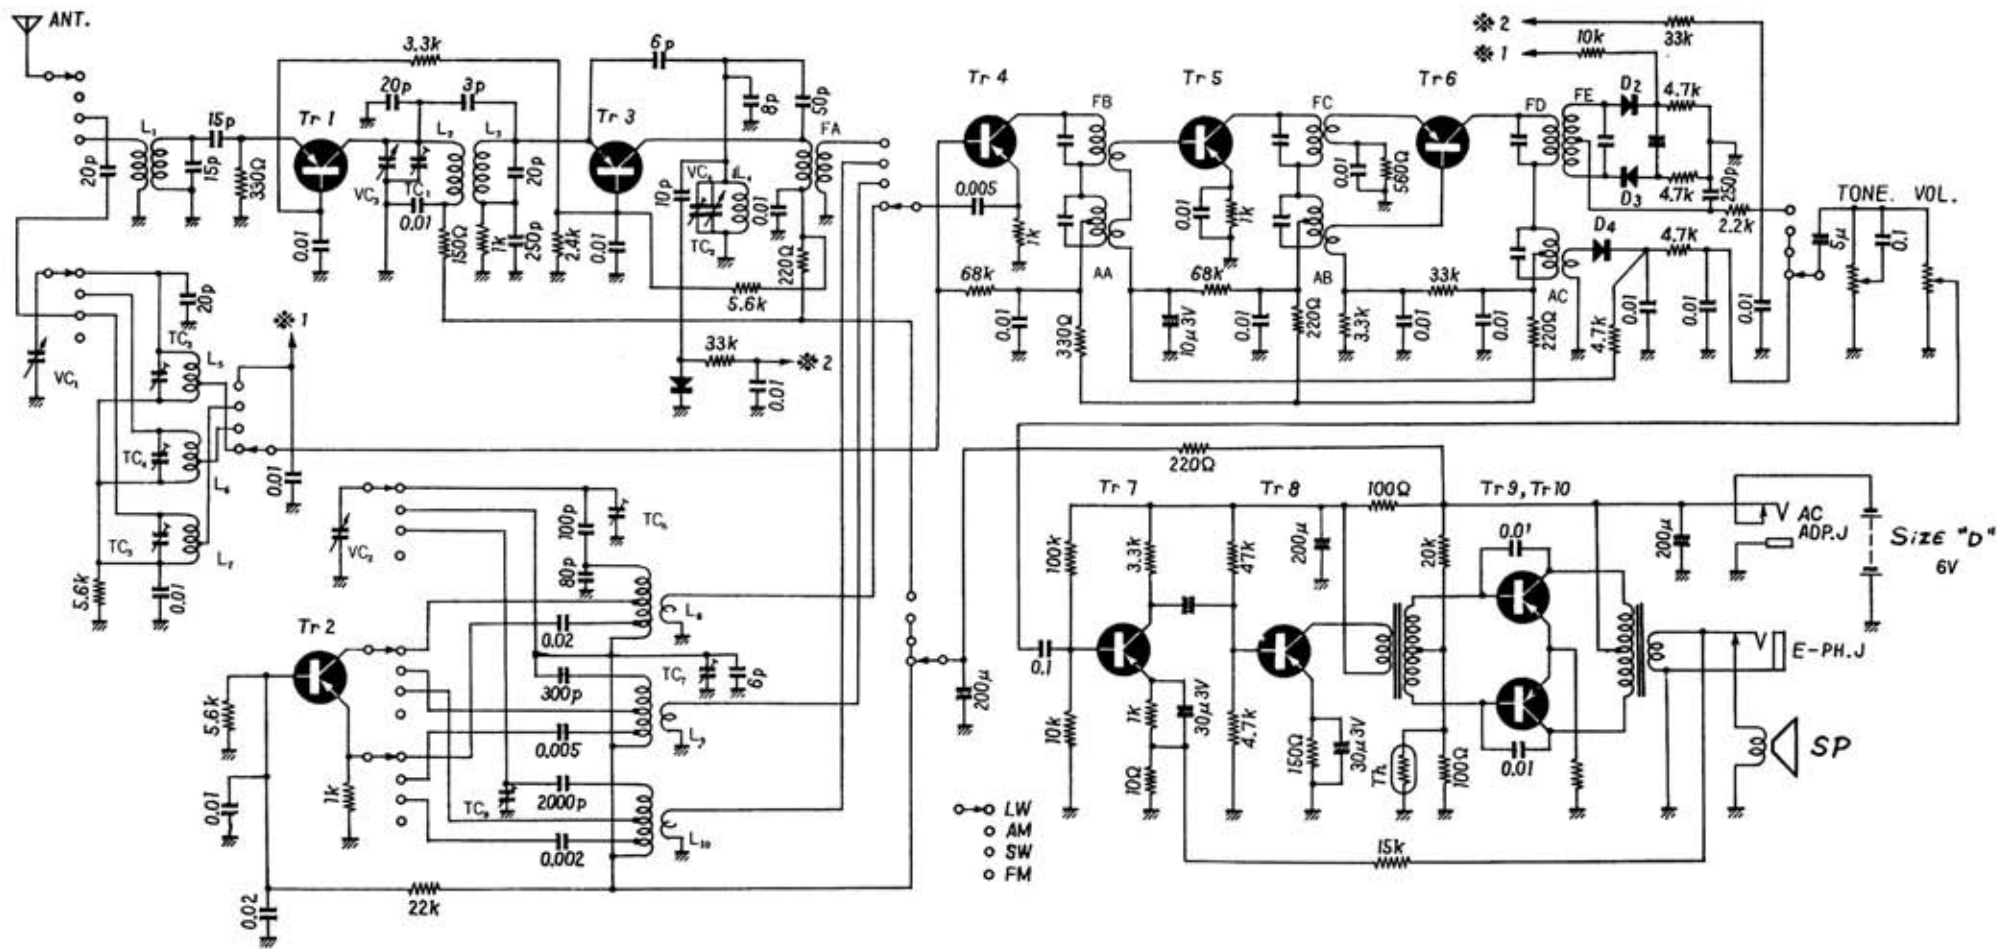 ANT.
3.3k
6p
※ 2
33k
10k
※ 1
20p
3p
8p
50p
Tr 1
Tr 3
Tr 4
Tr 5
Tr 6
D2
4.7k
L1
15p
L2
L3
FA
FB
FC
FD
FE
20p
15p
330Ω
VC3
TC1
0.01
20p
10p
VC4
L4
TC2
0.01
0.005
0.01
0.01
560Ω
D3
4.7k
250p
2.2k
TONE.
VOL.
0.01
150Ω
1k
250p
2.4k
0.01
220Ω
5.6k
1k
1k
D4
4.7k
5μ
0.1
68k
AA
68k
AB
33k
AC
20p
※ 1
TC3
L5
VC1
33k
※ 2
0.01
0.01
330Ω
10μ3V
0.01
220Ω
3.3k
0.01
0.01
220Ω
4.7k
0.01
0.01
0.01
TC4
L6
0.01
TC5
L7
5.6k
0.01
220Ω
Tr 7
Tr 8
100Ω
Tr 9, Tr 10
AC
ADP.J
SIZE "D"
6V
VC2
100p
TC6
80p
100k
3.3k
47k
200μ
20k
0.01
200μ
Tr 2
0.02
L8
300p
TC7
6p
L9
200μ
0.1
E-PH.J
5.6k
0.005
10k
1k
30μ3V
4.7k
150Ω
30μ3V
Th
100Ω
0.01
SP
0.01
1k
TC8
2000p
10Ω
0.002
L10
LW
AM
SW
FM
15k
0.02
22k